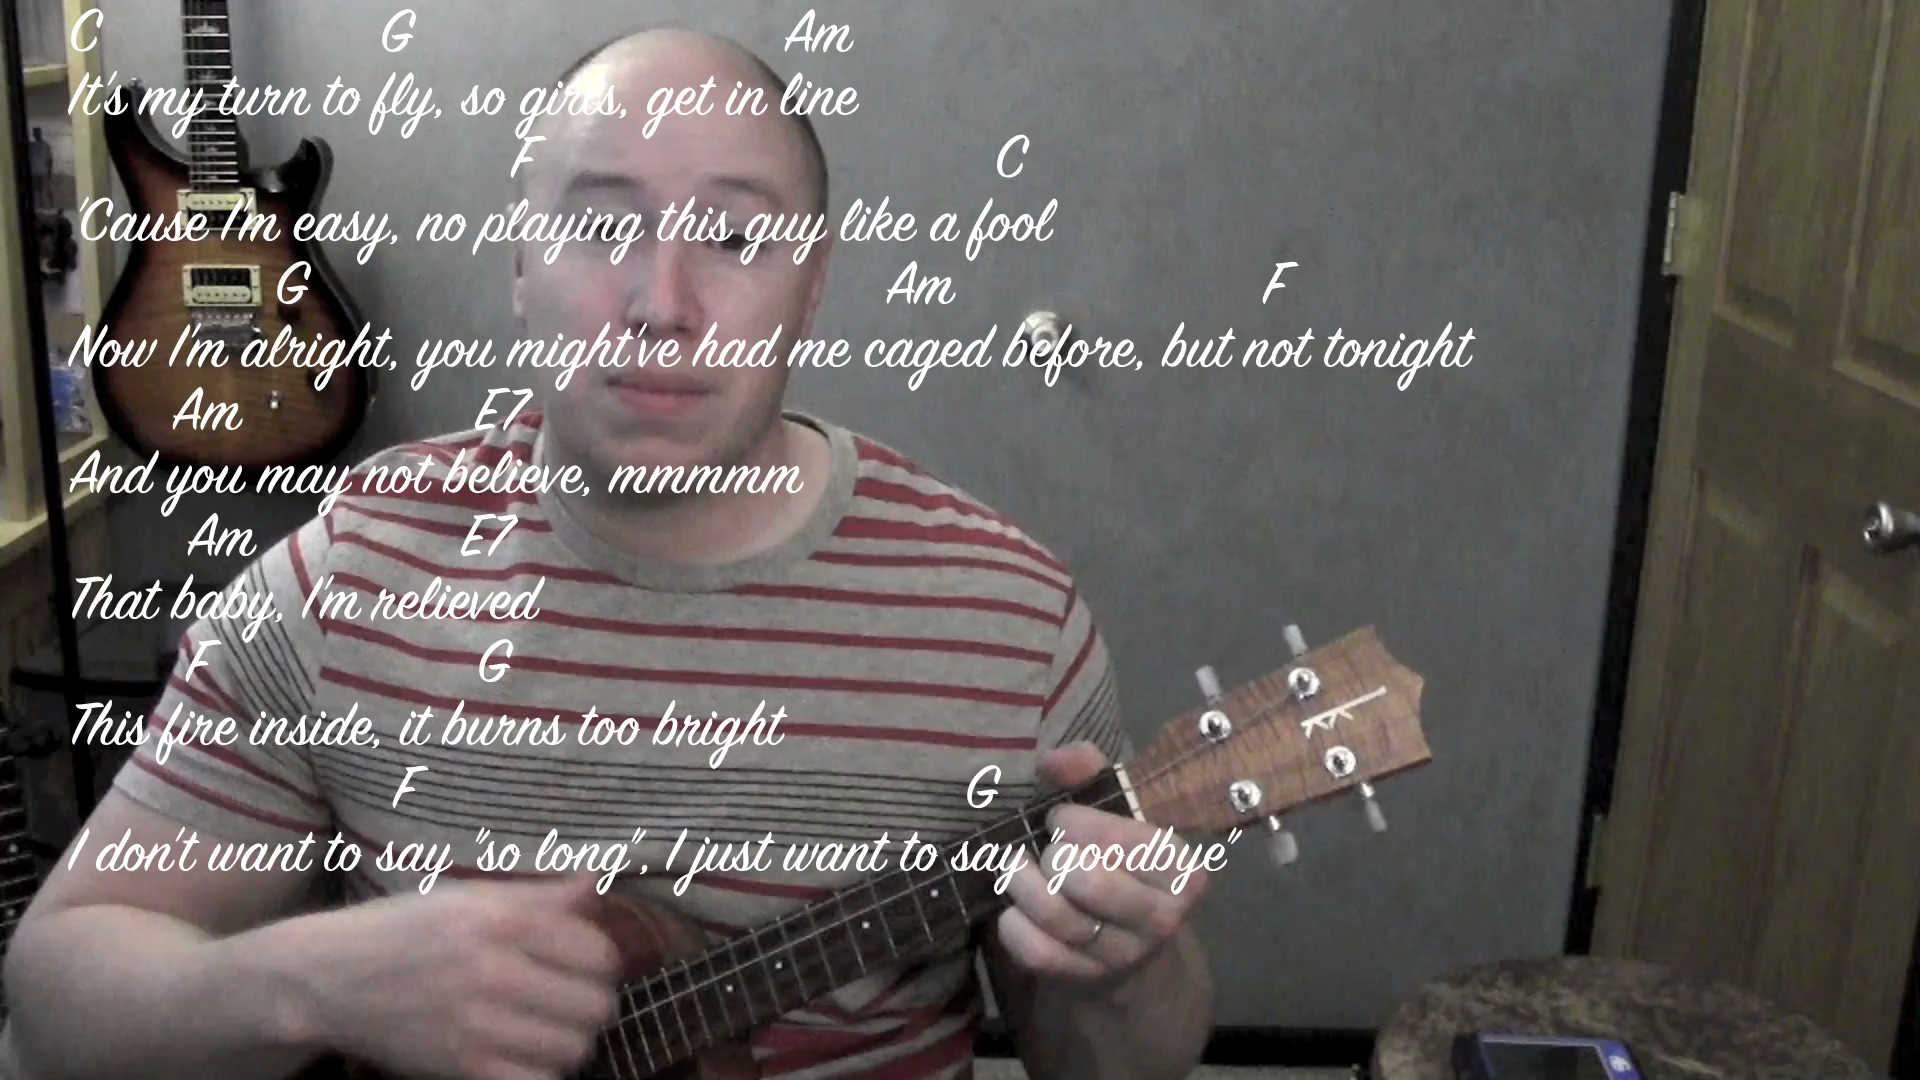 C G Am
It's my turn to fly, so girls, get in line
F C
'Cause I'm easy, no playing this guy like a fool
G Am F
Now I'm alright, you might've had me caged before, but not tonight
Am E7
And you may not believe, mmmmm
Am E7
That baby, I'm relieved
F G
This fire inside, it burns too bright
F G
I don't want to say "so long", I just want to say "goodbye"